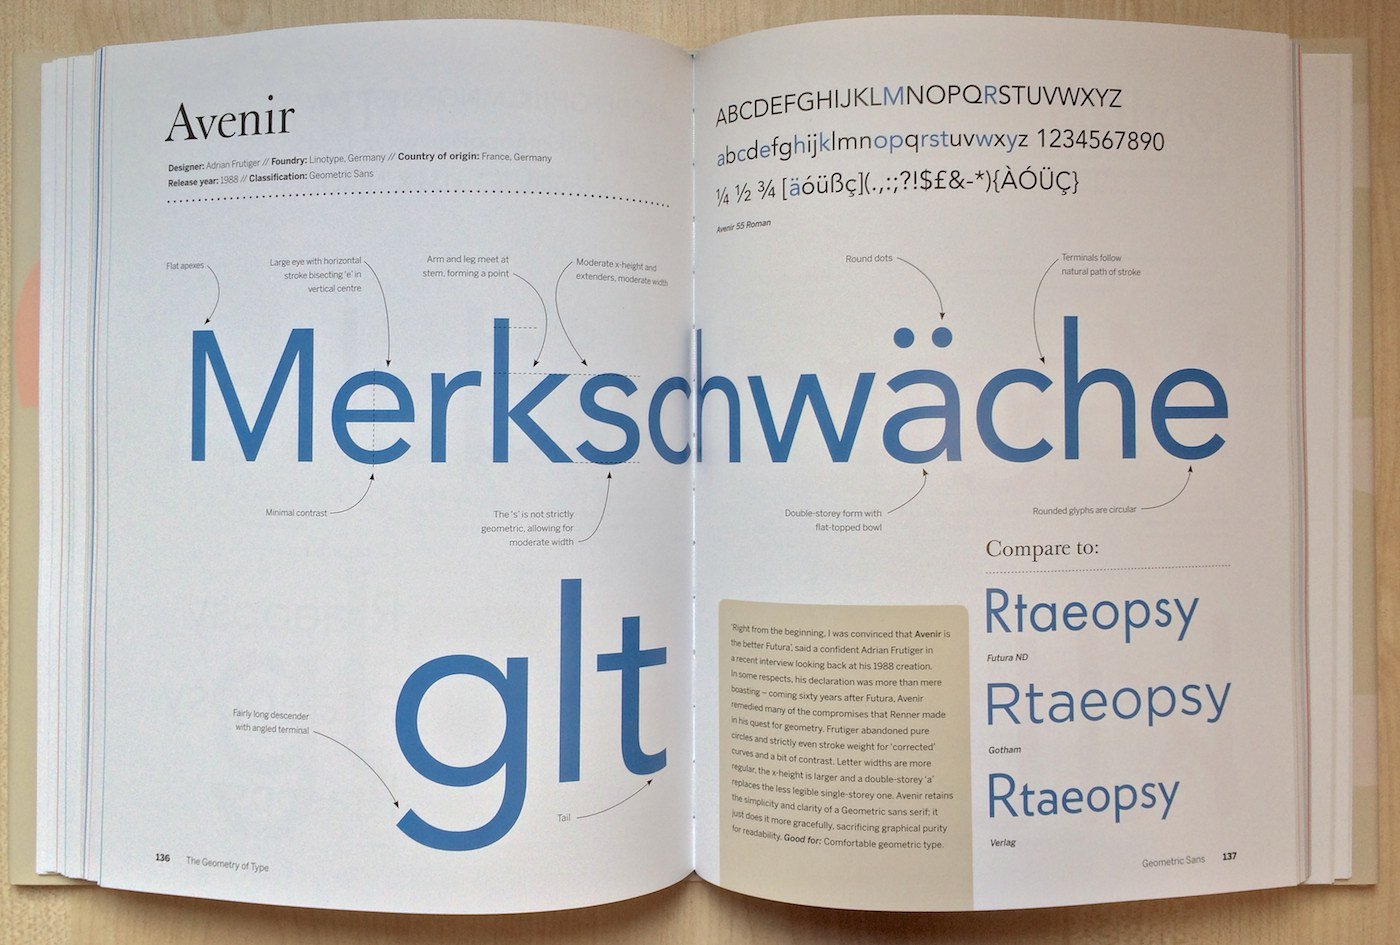 Avenir
Designer: Adrian Frutiger // Foundry: Linotype, Germany // Country of origin: France, Germany
Release year: 1988 // Classification: Geometric Sans
Flat apexes
Large eye with horizontal
stroke bisecting ‘e’ in
vertical centre
Arm and leg meet at
stem, forming a point
Moderate x-height and
extenders, moderate width
Merkschwäche
Minimal contrast
The ‘s’ is not strictly
geometric, allowing for
moderate width
glt
Fairly long descender
with angled terminal
Tail
136 The Geometry of Type
ABCDEFGHIJKLMNOPQRSTUVWXYZ
abcdefghijklmnopqrstuvwxyz 1234567890
¼ ½ ¾ [äóüßç](.,:;?!$£&-*){ÀÓÜÇ}
Avenir 55 Roman
Round dots
Terminals follow
natural path of stroke
Double-storey form with
flat-topped bowl
Rounded glyphs are circular
‘Right from the beginning, I was convinced that Avenir is
the better Futura’, said a confident Adrian Frutiger in
a recent interview looking back at his 1988 creation.
In some respects, his declaration was more than mere
boasting – coming sixty years after Futura, Avenir
remedied many of the compromises that Renner made
in his quest for geometry. Frutiger abandoned pure
circles and strictly even stroke weight for ‘corrected’
curves and a bit of contrast. Letter widths are more
regular, the x-height is larger and a double-storey ‘a’
replaces the less legible single-storey one. Avenir retains
the simplicity and clarity of a Geometric sans serif; it
just does it more gracefully, sacrificing graphical purity
for readability. Good for: Comfortable geometric type.
Compare to:
Rtaeopsy
Futura ND
Rtaeopsy
Gotham
Rtaeopsy
Verlag
Geometric Sans 137